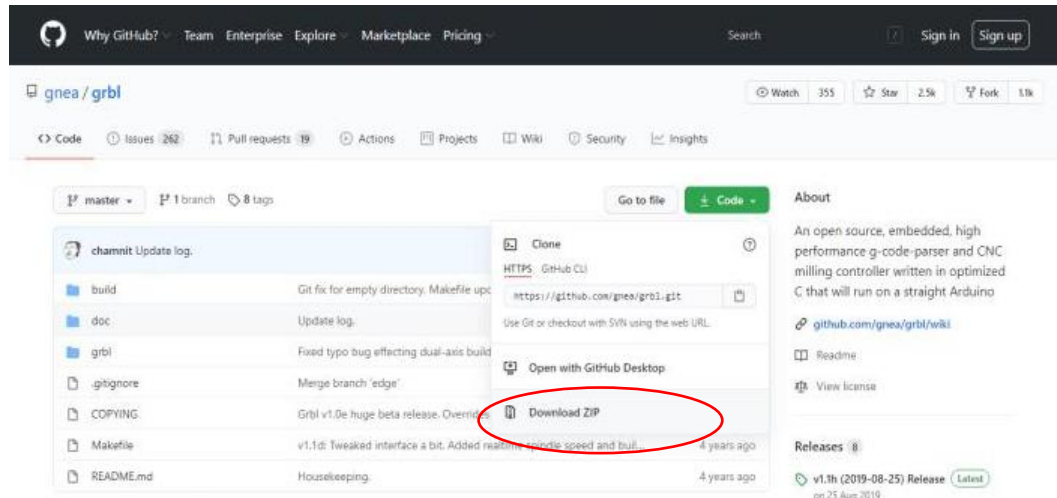 Why GitHub? Team Enterprise Explore Marketplace Pricing Search / Sign in Sign up
gnea / grbl
Watch 355 Star 2.5k Fork 1.1k
<> Code Issues 262 Pull requests 19 Actions Projects Wiki Security Insights
master 1 branch 8 tags Go to file Code
About
An open source, embedded, high
performance g-code-parser and CNC
milling controller written in optimized
C that will run on a straight Arduino
github.com/gnea/grbl/wiki
Readme
View license
Releases 8
v1.1h (2019-08-25) Release Latest
on 25 Aug 2019
chamnit Update log.
build Git fix for empty directory. Makefile upd
doc Update log.
grbl Fixed typo bug effecting dual-axis build
.gitignore Merge branch 'edge'
COPYING Grbl v1.0e huge beta release. Overrides
Makefile v1.1d: Tweaked interface a bit. Added realtime spindle speed and buil... 4 years ago
README.md Housekeeping. 4 years ago
Clone
HTTPS GitHub CLI
https://github.com/gnea/grbl.git
Use Git or checkout with SVN using the web URL.
Open with GitHub Desktop
Download ZIP